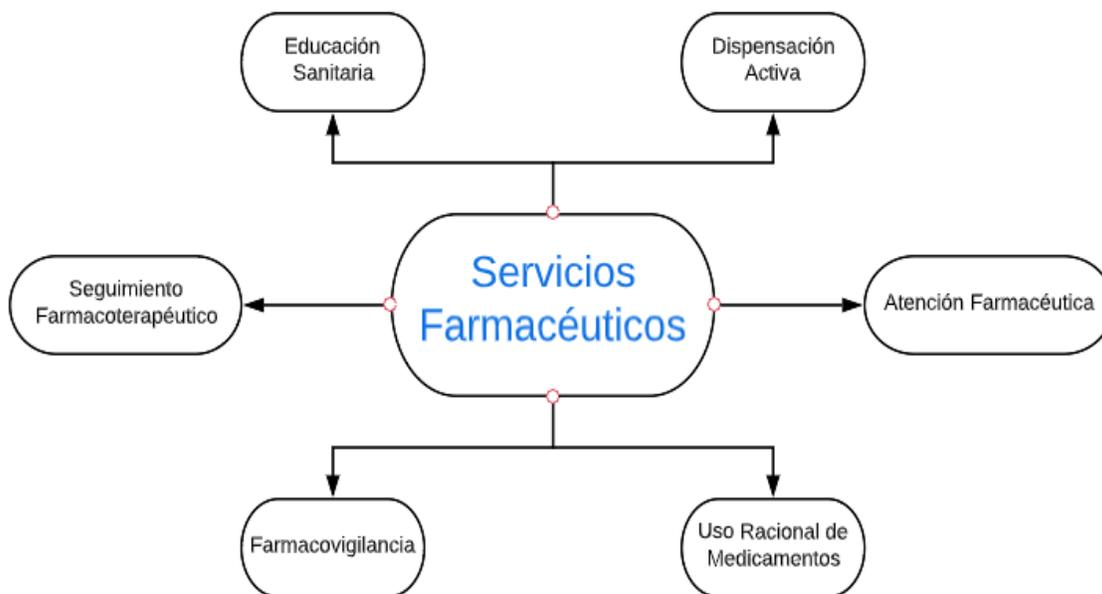 Educación
Sanitaria
Dispensación
Activa
Servicios
Farmacéuticos
Seguimiento
Farmacoterapéutico
Atención Farmacéutica
Farmacovigilancia
Uso Racional de
Medicamentos